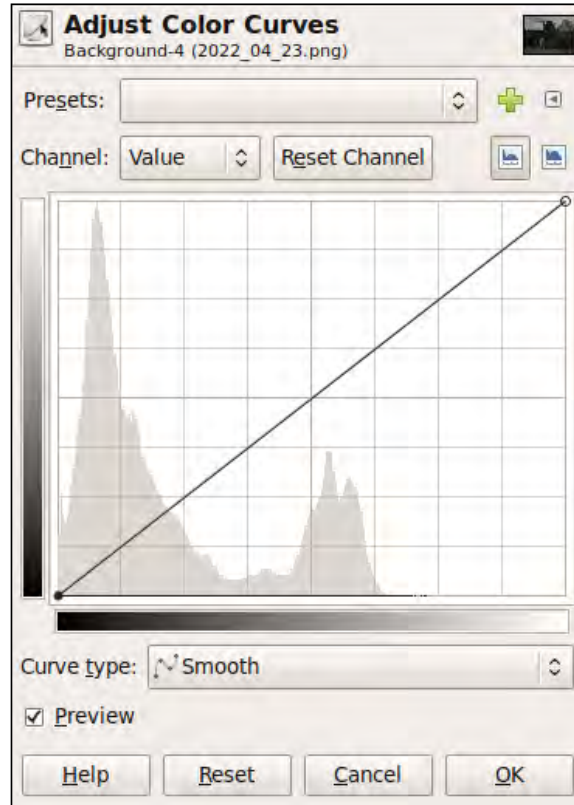 Adjust Color Curves
Background-4 (2022_04_23.png)
Presets:
Channel: Value Reset Channel
Curve type: Smooth
Preview
Help Reset Cancel OK